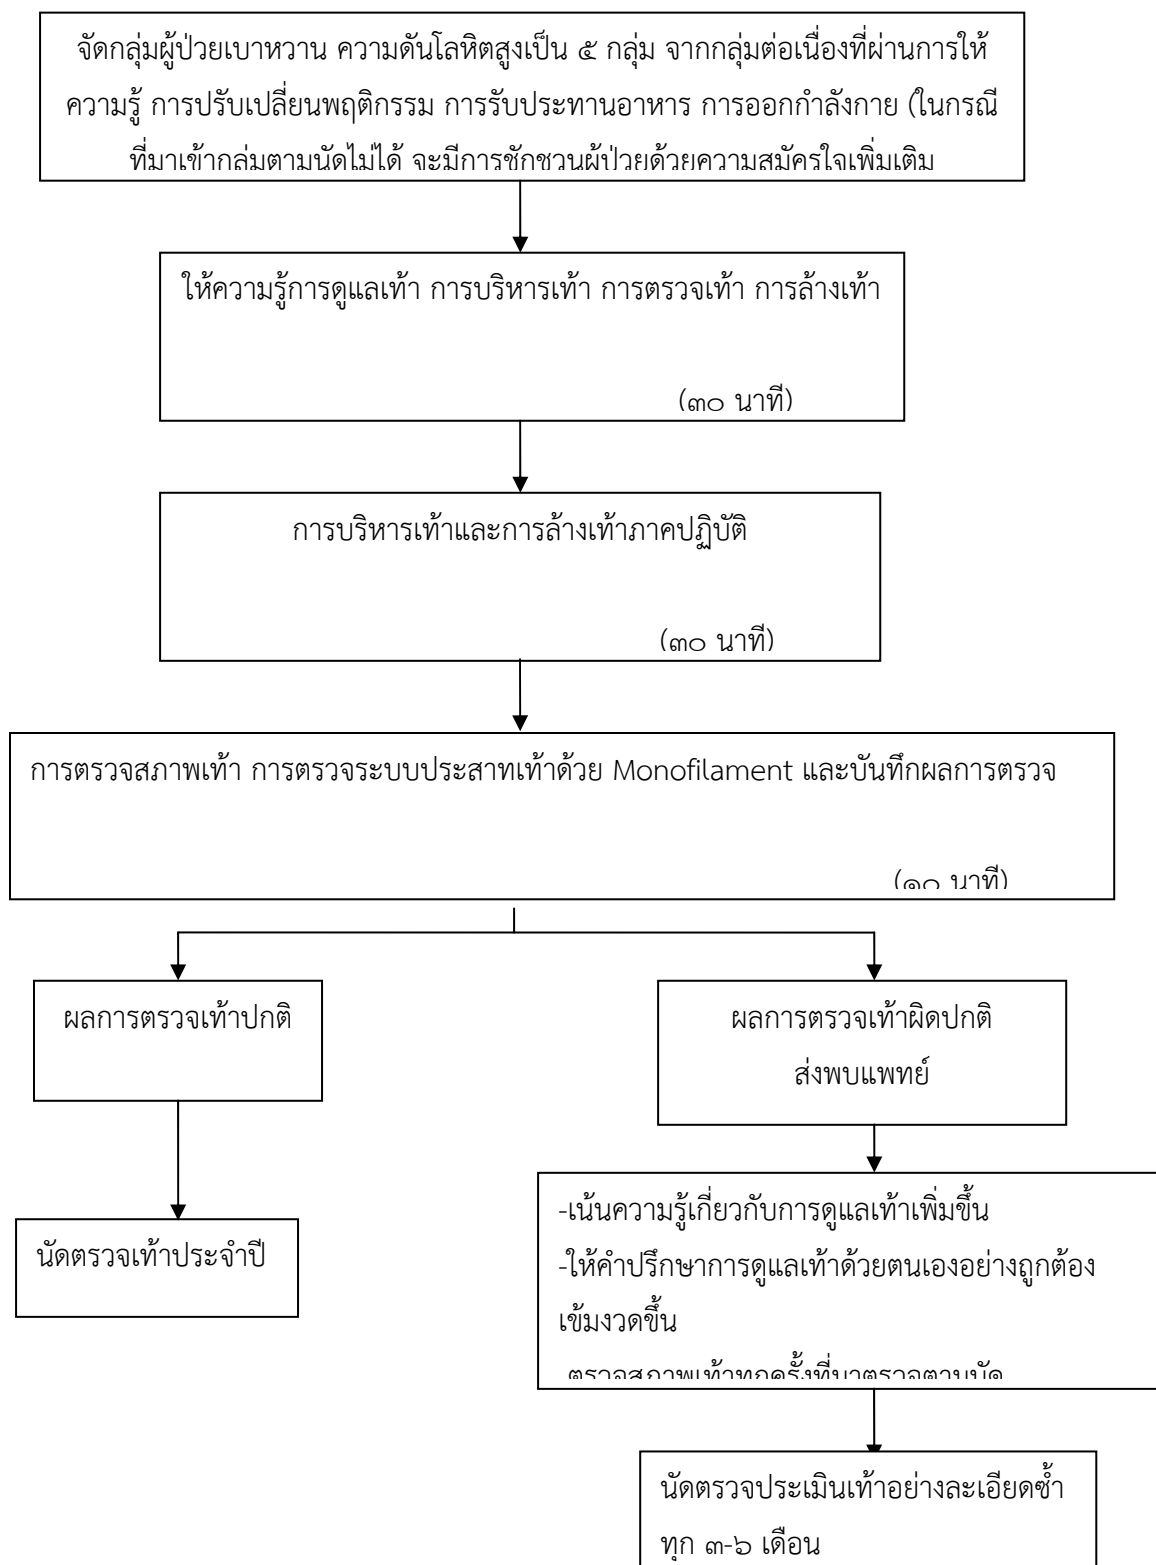 จัดกลุ่มผู้ป่วยเบาหวาน ความดันโลหิตสูงเป็น ๕ กลุ่ม จากกลุ่มต่อเนื่องที่ผ่านการให้
ความรู้ การปรับเปลี่ยนพฤติกรรม การรับประทานอาหาร การออกกำลังกาย (ในกรณี
ที่มาเข้ากลุ่มตามนัดไม่ได้ จะมีการชักชวนผู้ป่วยด้วยความสมัครใจเพิ่มเติม
ให้ความรู้การดูแลเท้า การบริหารเท้า การตรวจเท้า การล้างเท้า
(๓๐ นาที)
การบริหารเท้าและการล้างเท้าภาคปฏิบัติ
(๓๐ นาที)
การตรวจสภาพเท้า การตรวจระบบประสาทเท้าด้วย Monofilament และบันทึกผลการตรวจ
(๑๐ นาที)
ผลการตรวจเท้าปกติ
ผลการตรวจเท้าผิดปกติ
ส่งพบแพทย์
นัดตรวจเท้าประจำปี
-เน้นความรู้เกี่ยวกับการดูแลเท้าเพิ่มขึ้น
-ให้คำปรึกษาการดูแลเท้าด้วยตนเองอย่างถูกต้อง
เข้มงวดขึ้น
ตรวจสภาพเท้าทุกครั้งที่มาตรวจตามนัด
นัดตรวจประเมินเท้าอย่างละเอียดซ้ำ
ทุก ๓-๖ เดือน